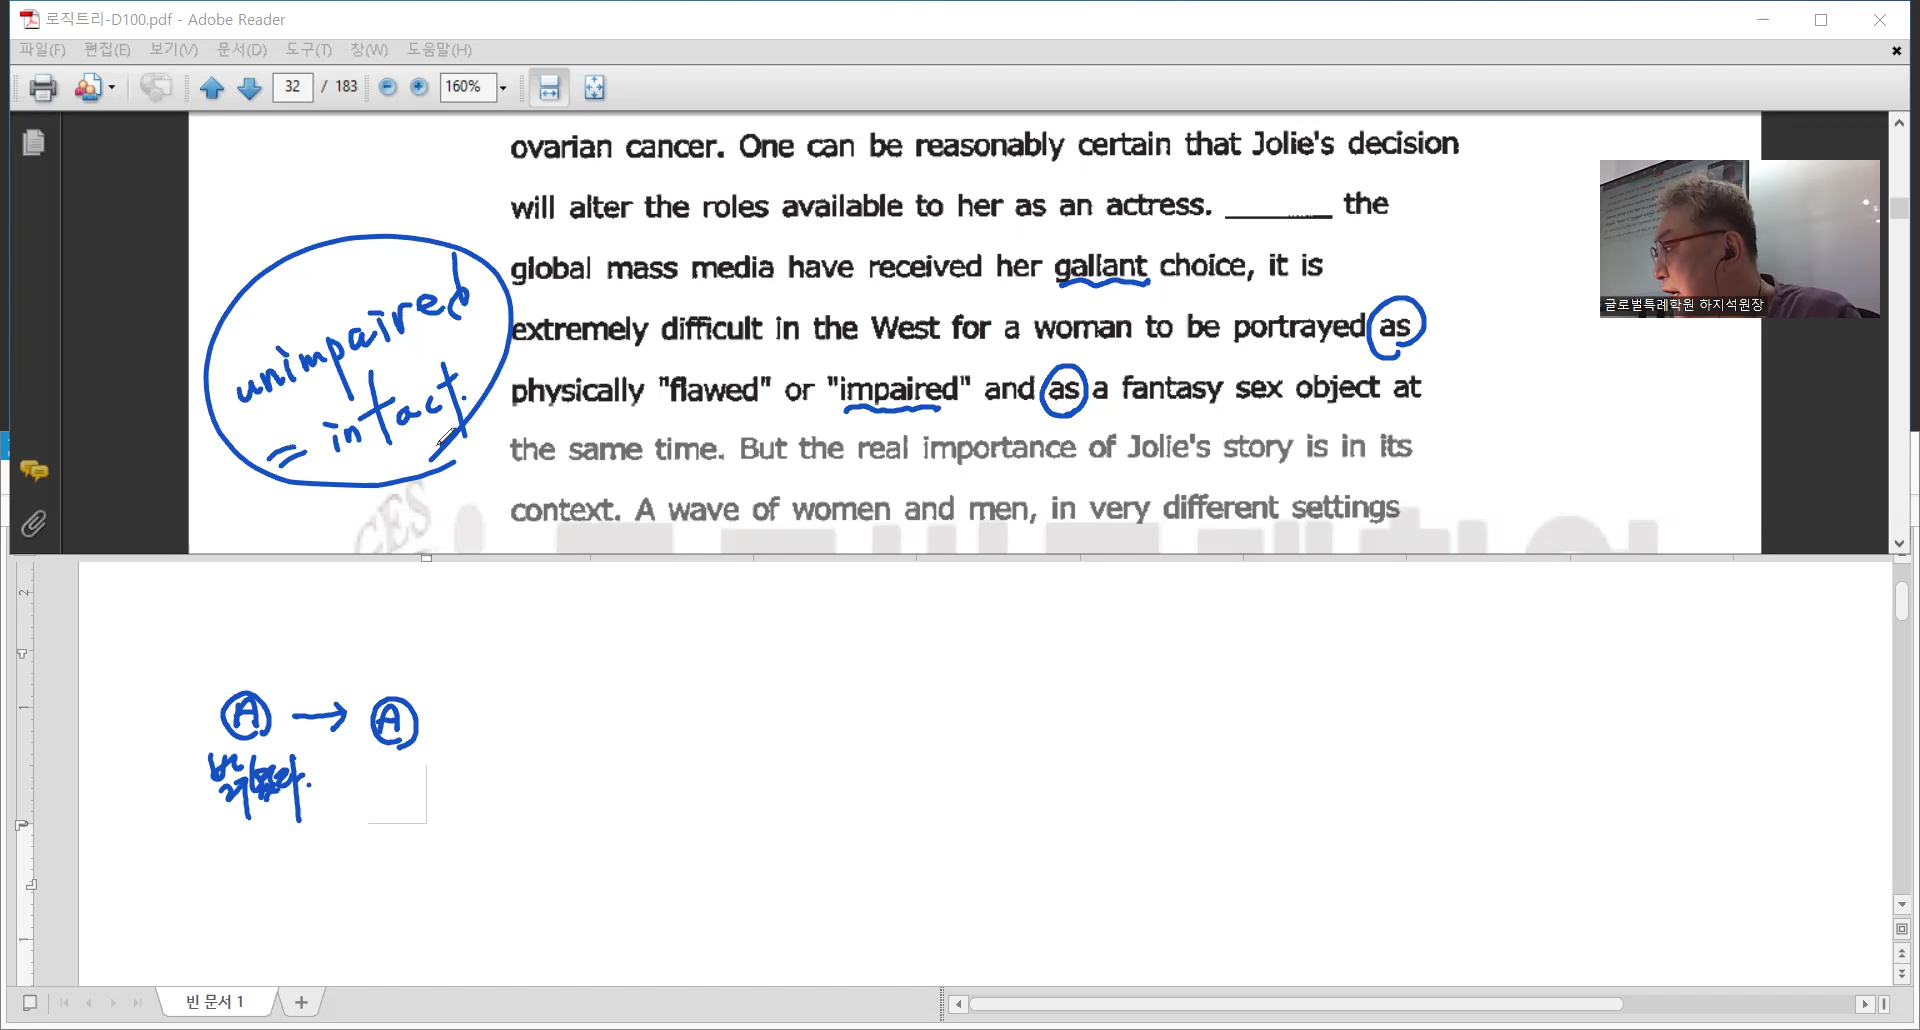 로직트리-D100.pdf - Adobe Reader
파일(F) 편집(E) 보기(V) 문서(D) 도구(T) 창(W) 도움말(H)
32 / 183 160%
ovarian cancer. One can be reasonably certain that Jolie's decision
will alter the roles available to her as an actress. ______ the
global mass media have received her gallant choice, it is
extremely difficult in the West for a woman to be portrayed as
physically "flawed" or "impaired" and as a fantasy sex object at
the same time. But the real importance of Jolie's story is in its
context. A wave of women and men, in very different settings
unimpaired
= intact.
글로벌특례학원 하지석원장
GES
2
1
A → A
1
1
빈 문서 1